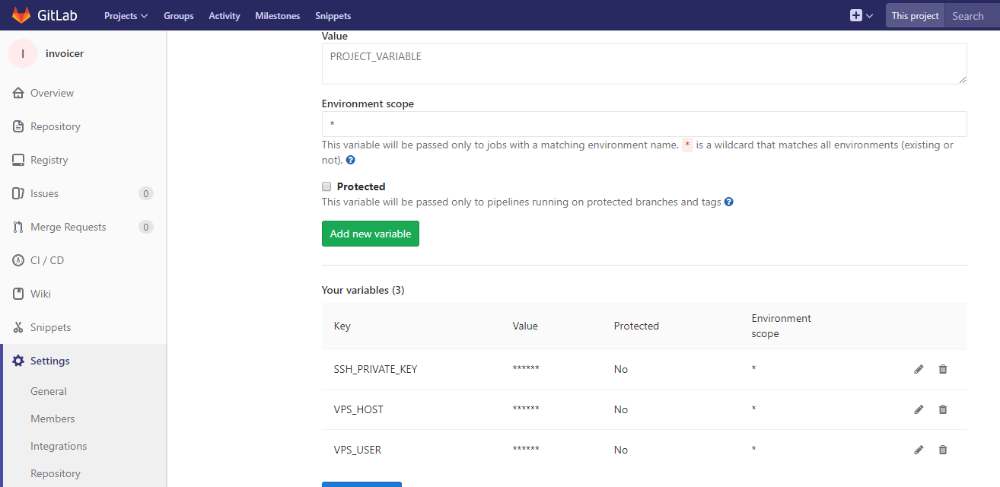 GitLab
Projects
Groups
Activity
Milestones
Snippets
This project
Search
I
invoicer
Overview
Repository
Registry
Issues
0
Merge Requests
0
CI / CD
Wiki
Snippets
Settings
General
Members
Integrations
Repository
Value
PROJECT_VARIABLE
Environment scope
*
This variable will be passed only to jobs with a matching environment name. * is a wildcard that matches all environments (existing or
not).
Protected
This variable will be passed only to pipelines running on protected branches and tags
Add new variable
Your variables (3)
Key Value Protected Environment
scope
SSH_PRIVATE_KEY ****** No *
VPS_HOST ****** No *
VPS_USER ****** No *